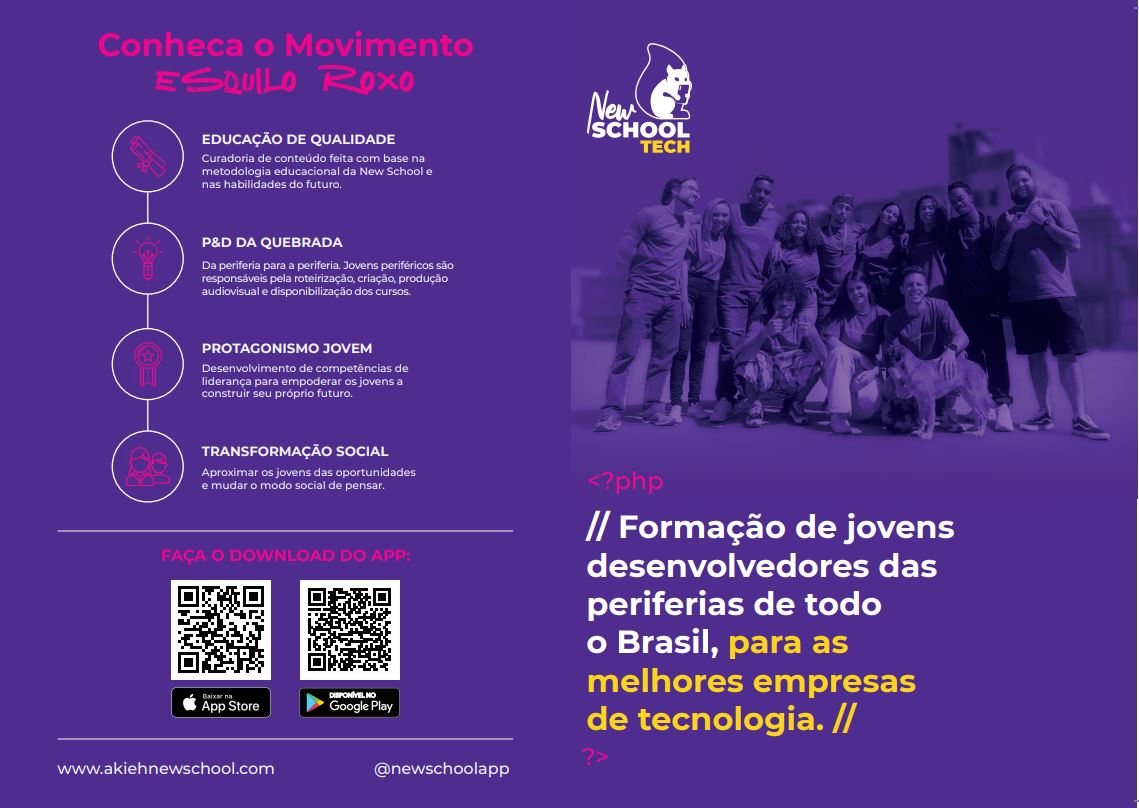 Conheca o Movimento
ESQUILO ROXO
EDUCAÇÃO DE QUALIDADE
Curadoria de conteúdo feita com base na
metodologia educacional da New School e
nas habilidades do futuro.
P&D DA QUEBRADA
Da periferia para a periferia. Jovens periféricos são
responsáveis pela roteirização, criação, produção
audiovisual e disponibilização dos cursos.
PROTAGONISMO JOVEM
Desenvolvimento de competências de
liderança para empoderar os jovens a
construir seu próprio futuro.
TRANSFORMAÇÃO SOCIAL
Aproximar os jovens das oportunidades
e mudar o modo social de pensar.
FAÇA O DOWNLOAD DO APP:
Baixar na
App Store
DISPONÍVEL NO
Google Play
www.akiehnewschool.com
@newschoolapp
New
SCHOOL
TECH
<?php
// Formação de jovens
desenvolvedores das
periferias de todo
o Brasil, para as
melhores empresas
de tecnologia. //
?>